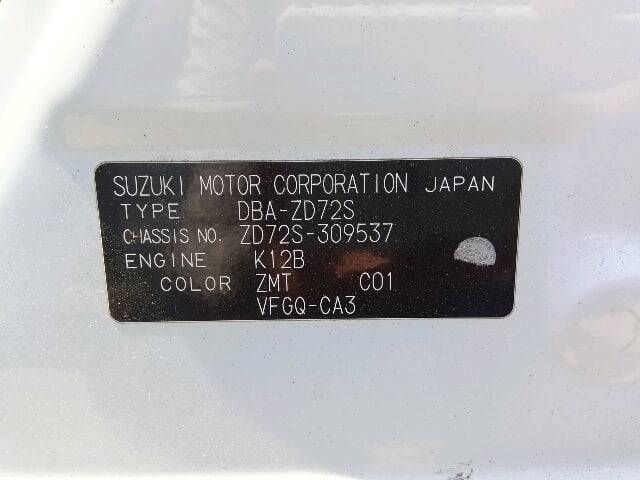 SUZUKI MOTOR CORPORATION JAPAN
TYPE DBA-ZD72S
CHASSIS NO. ZD72S-309537
ENGINE K12B
COLOR ZMT C01
VFGQ-CA3